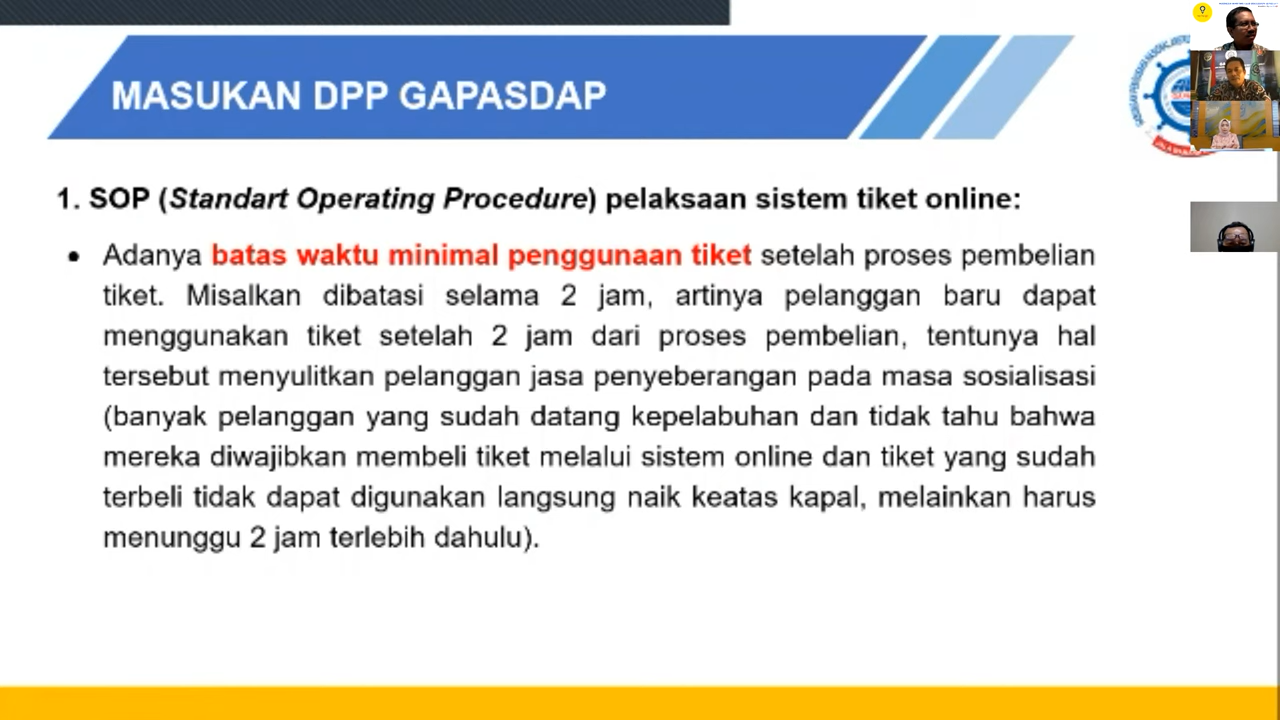 MASUKAN DPP GAPASDAP
1. SOP (Standart Operating Procedure) pelaksaan sistem tiket online:
• Adanya batas waktu minimal penggunaan tiket setelah proses pembelian
tiket. Misalkan dibatasi selama 2 jam, artinya pelanggan baru dapat
menggunakan tiket setelah 2 jam dari proses pembelian, tentunya hal
tersebut menyulitkan pelanggan jasa penyeberangan pada masa sosialisasi
(banyak pelanggan yang sudah datang kepelabuhan dan tidak tahu bahwa
mereka diwajibkan membeli tiket melalui sistem online dan tiket yang sudah
terbeli tidak dapat digunakan langsung naik keatas kapal, melainkan harus
menunggu 2 jam terlebih dahulu).